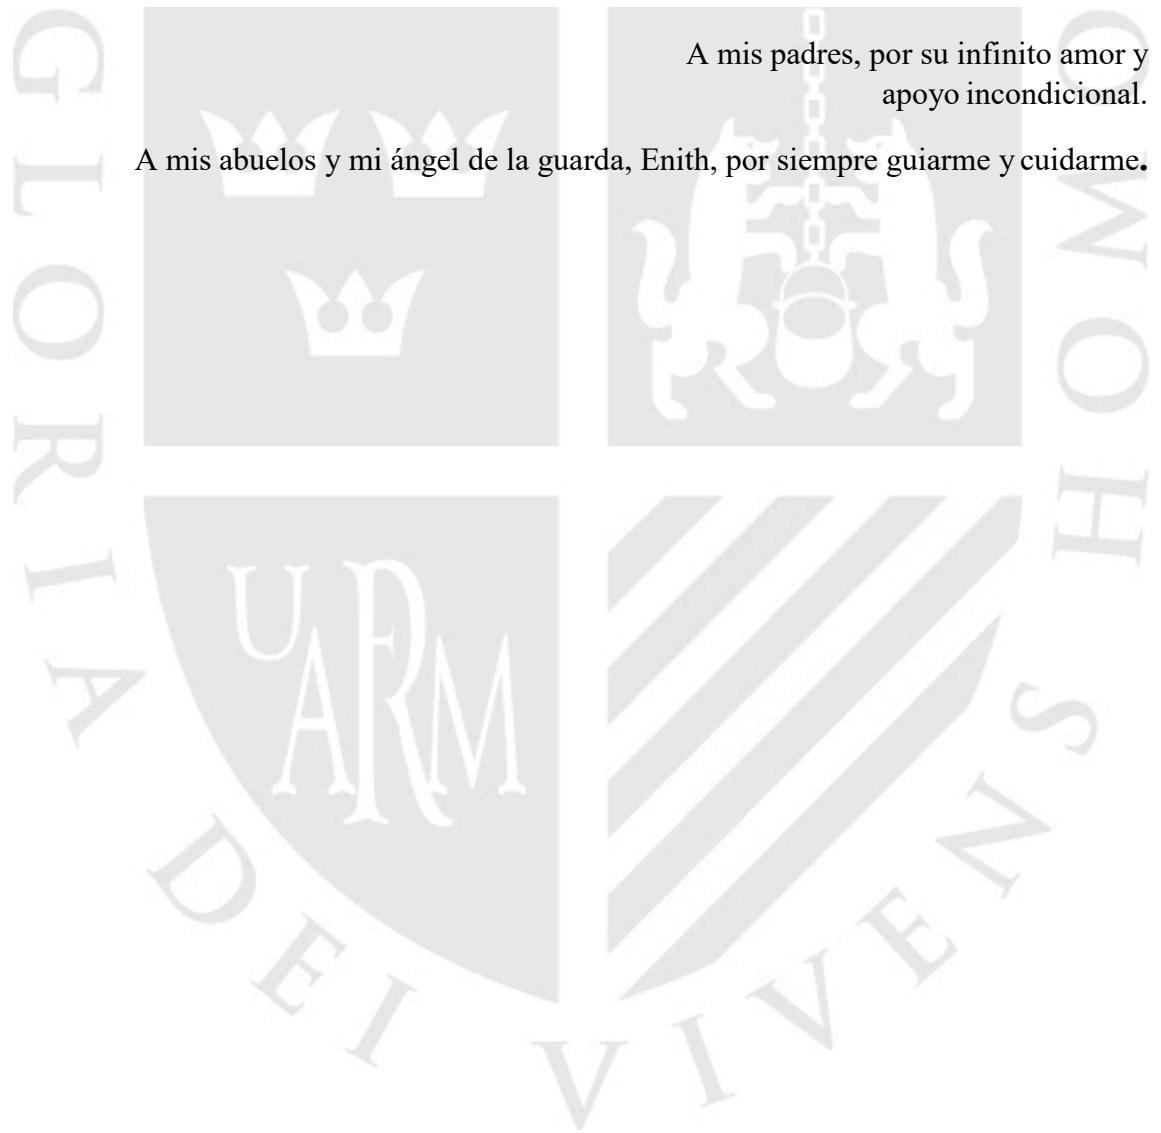 A mis padres, por su infinito amor y
apoyo incondicional.
A mis abuelos y mi ángel de la guarda, Enith, por siempre guiarme y cuidarme.
GLORIA DEI VIVENS HOMO
UARM